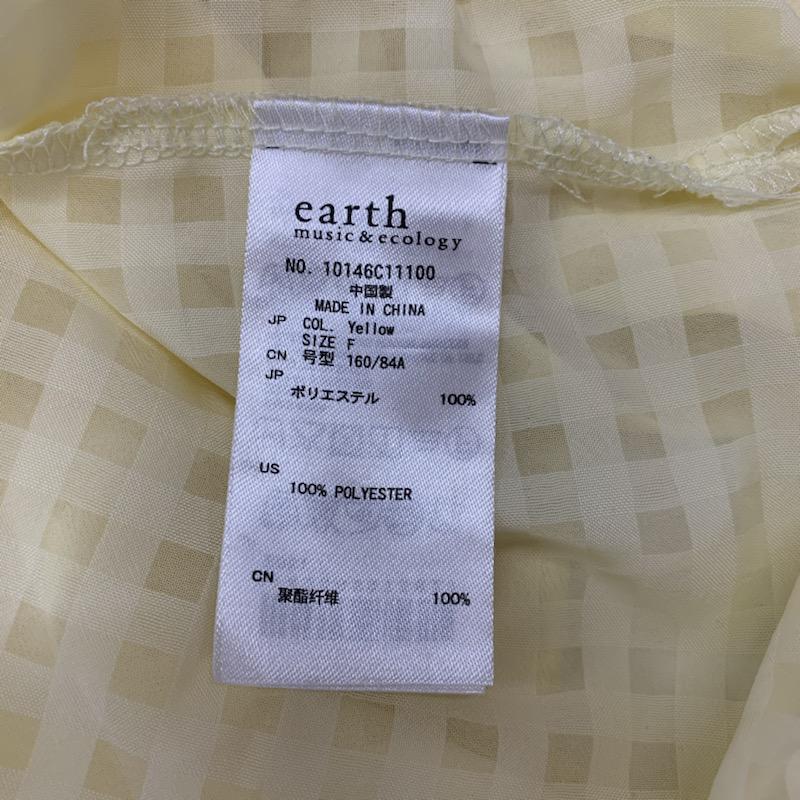 earth
music & ecology
NO. 10146C11100
中国製
MADE IN CHINA
JP COL. Yellow
SIZE F
CN 号型 160/84A
JP
ポリエステル 100%
US
100% POLYESTER
CN
聚酯纤维 100%